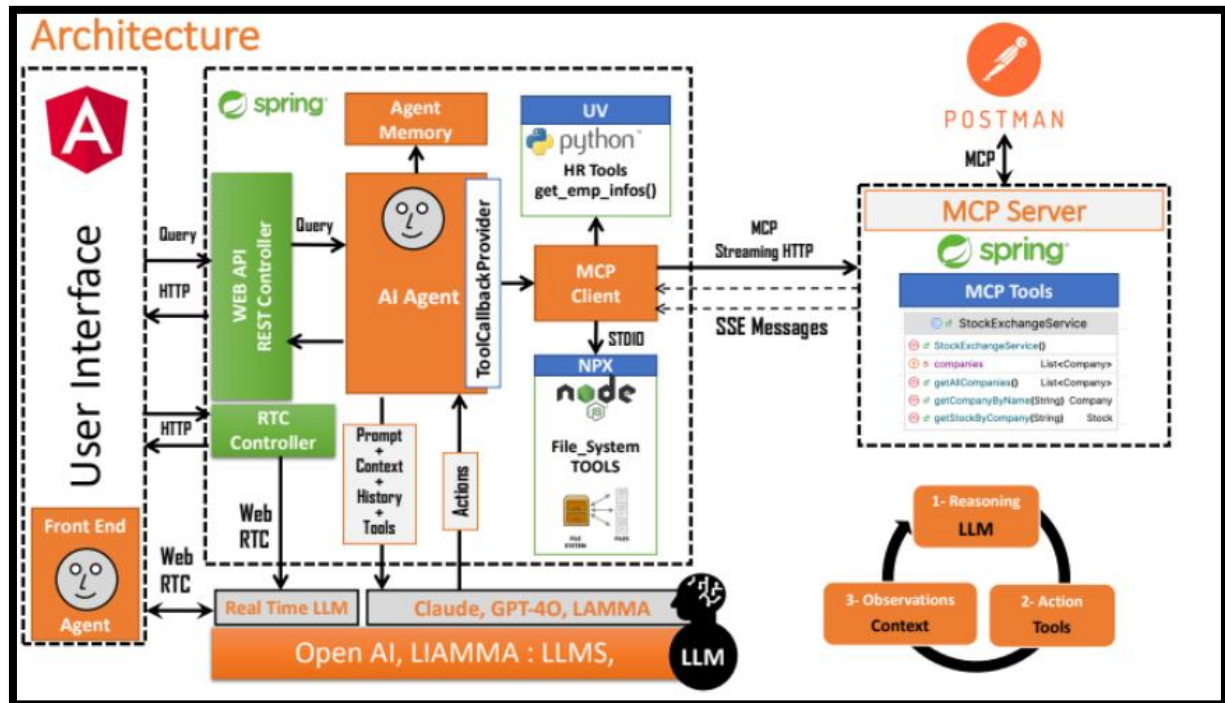 Architecture
User Interface
Front End
Agent
Query
HTTP
HTTP
Web
RTC
spring
WEB API
REST Controller
RTC
Controller
Query
Agent
Memory
AI Agent
ToolCallbackProvider
Prompt
+
Context
+
History
+
Tools
Actions
Web
RTC
UV
python
HR Tools
get_emp_infos()
MCP
Client
STDIO
NPX
node
JS
File_System
TOOLS
FILE
SYSTEM
FILES
MCP
Streaming HTTP
SSE Messages
POSTMAN
MCP
MCP Server
spring
MCP Tools
StockExchangeService
StockExchangeService()
companies List<Company>
getAllCompanies() List<Company>
getCompanyByName(String) Company
getStockByCompany(String) Stock
Real Time LLM
Claude, GPT-4O, LAMMA
Open AI, LIAMMA : LLMS,
LLM
1- Reasoning
LLM
2- Action
Tools
3- Observations
Context